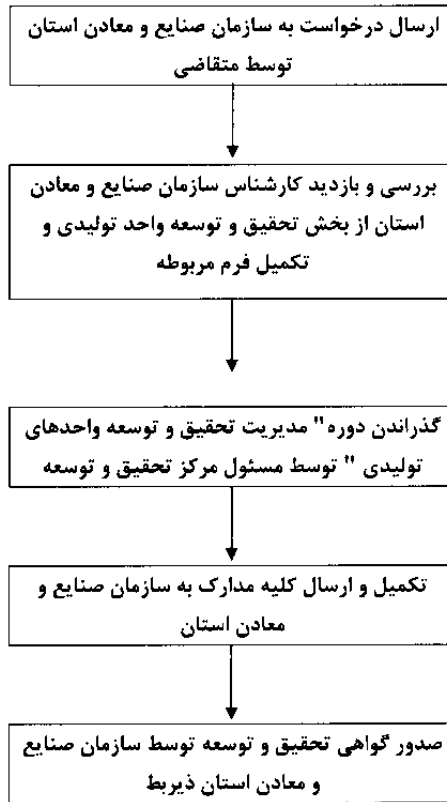 ارسال درخواست به سازمان صنایع و معادن استان
توسط متقاضی
بررسی و بازدید کارشناس سازمان صنایع و معادن
استان از بخش تحقیق و توسعه واحد تولیدی و
تکمیل فرم مربوطه
گذراندن دوره " مدیریت تحقیق و توسعه واحدهای
تولیدی " توسط مسئول مرکز تحقیق و توسعه
تکمیل و ارسال کلیه مدارک به سازمان صنایع و
معادن استان
صدور گواهی تحقیق و توسعه توسط سازمان صنایع
و معادن استان ذیربط